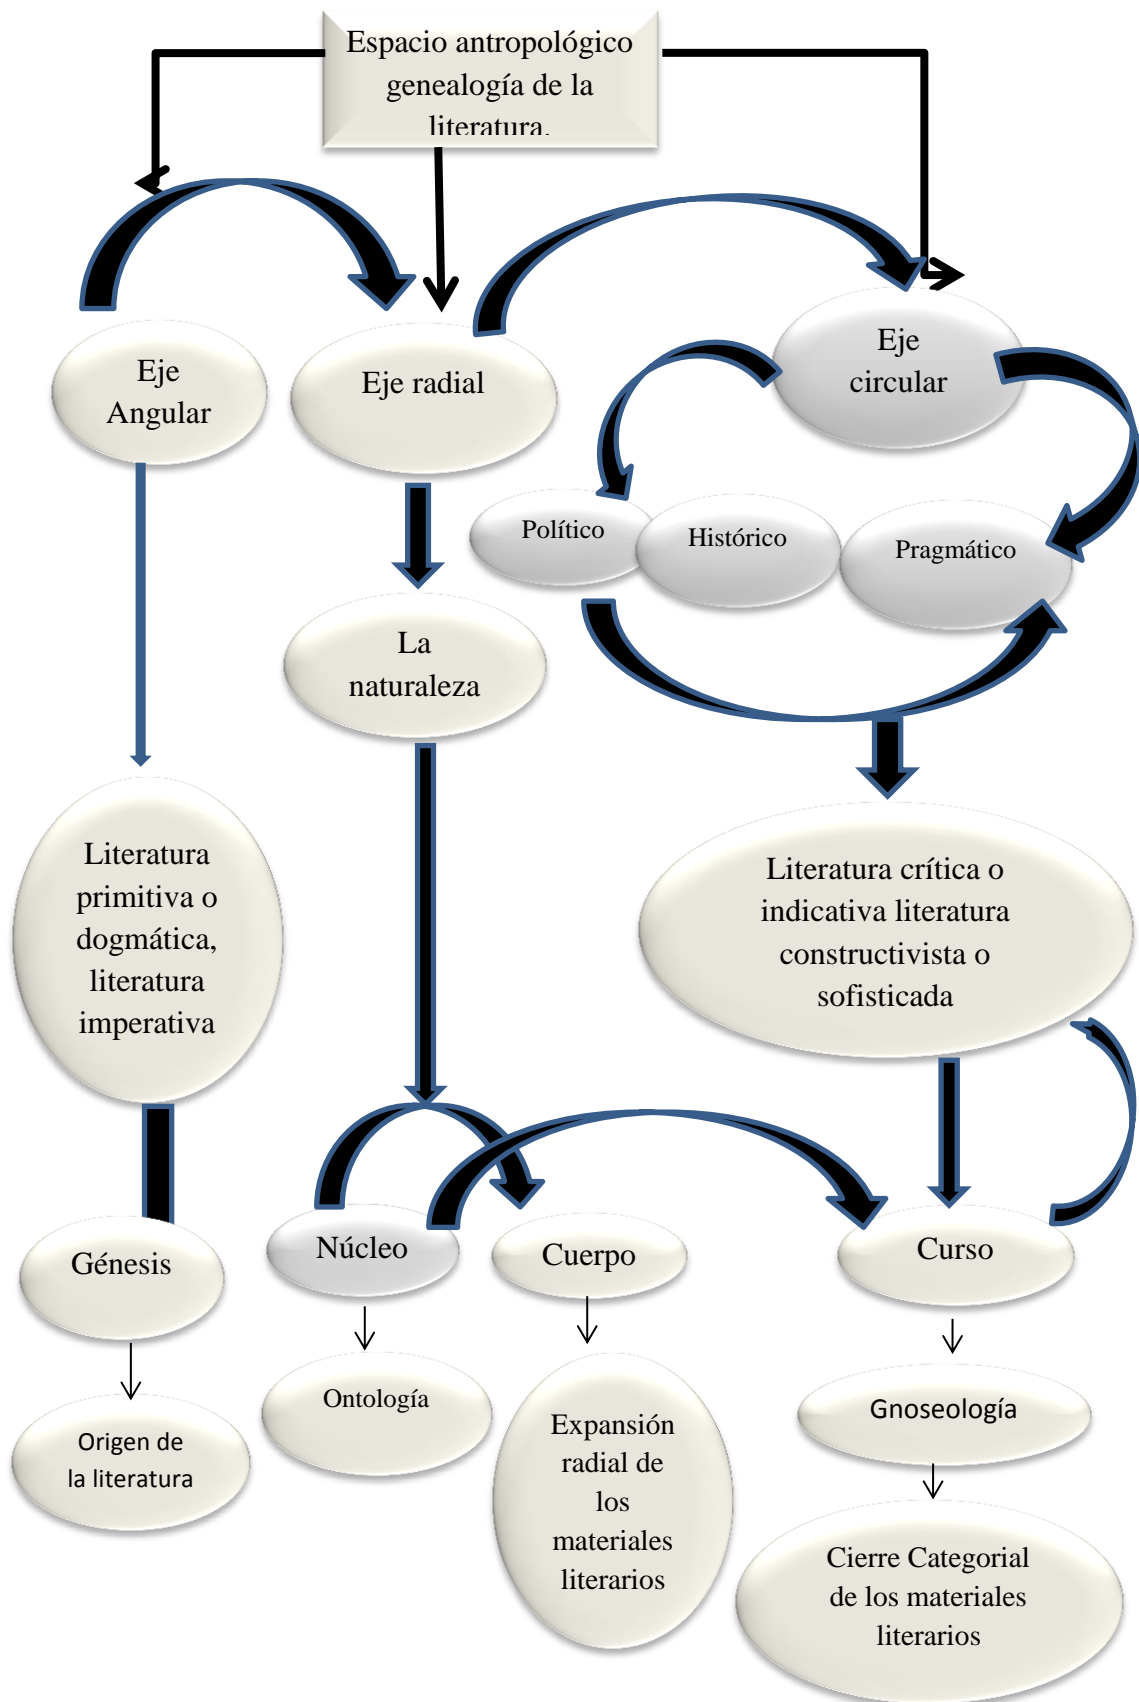 Espacio antropológico
genealogía de la
literatura.
Eje
Angular
Eje radial
Eje
circular
Político
Histórico
Pragmático
La
naturaleza
Literatura
primitiva o
dogmática,
literatura
imperativa
Literatura crítica o
indicativa literatura
constructivista o
sofisticada
Génesis
Núcleo
Cuerpo
Curso
Origen de
la literatura
Ontología
Expansión
radial de
los
materiales
literarios
Gnoseología
Cierre Categorial
de los materiales
literarios